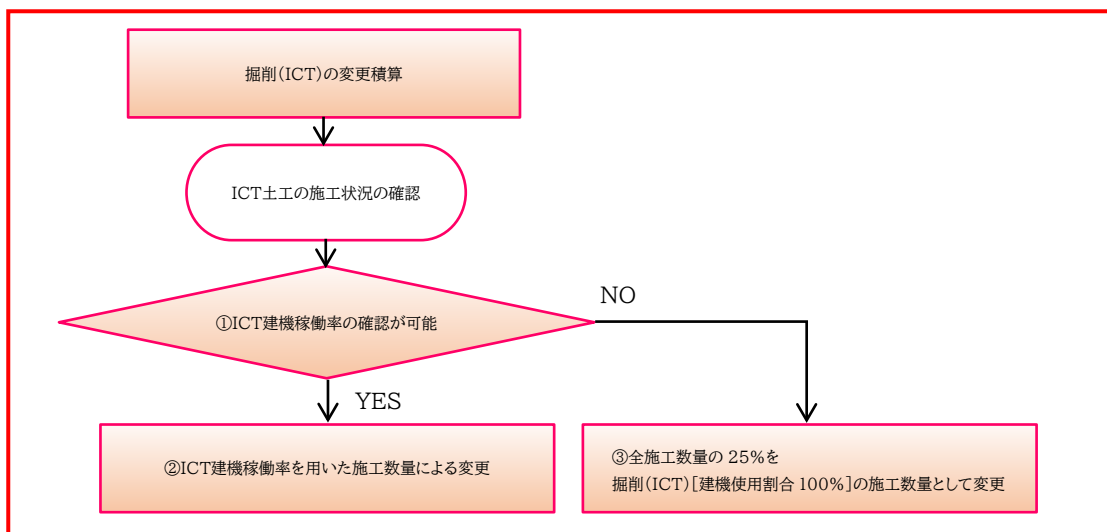 掘削(ICT)の変更積算
ICT土工の施工状況の確認
①ICT建機稼働率の確認が可能
NO
YES
②ICT建機稼働率を用いた施工数量による変更
③全施工数量の 25%を
掘削(ICT)[建機使用割合 100%]の施工数量として変更